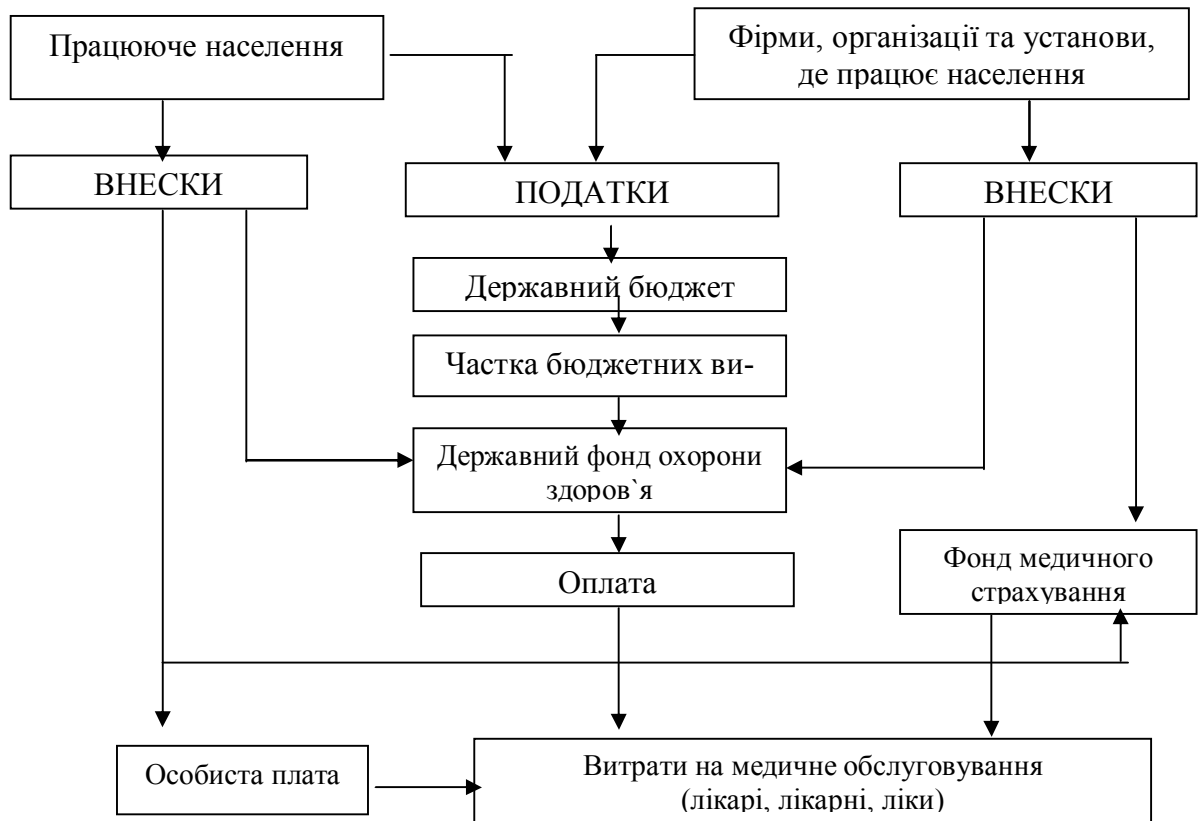 Працююче населення
Фірми, організації та установи,
де працює населення
ВНЕСКИ
ПОДАТКИ
ВНЕСКИ
Державний бюджет
Частка бюджетних ви-
Державний фонд охорони
здоров`я
Оплата
Фонд медичного
страхування
Особиста плата
Витрати на медичне обслуговування
(лікарі, лікарні, ліки)